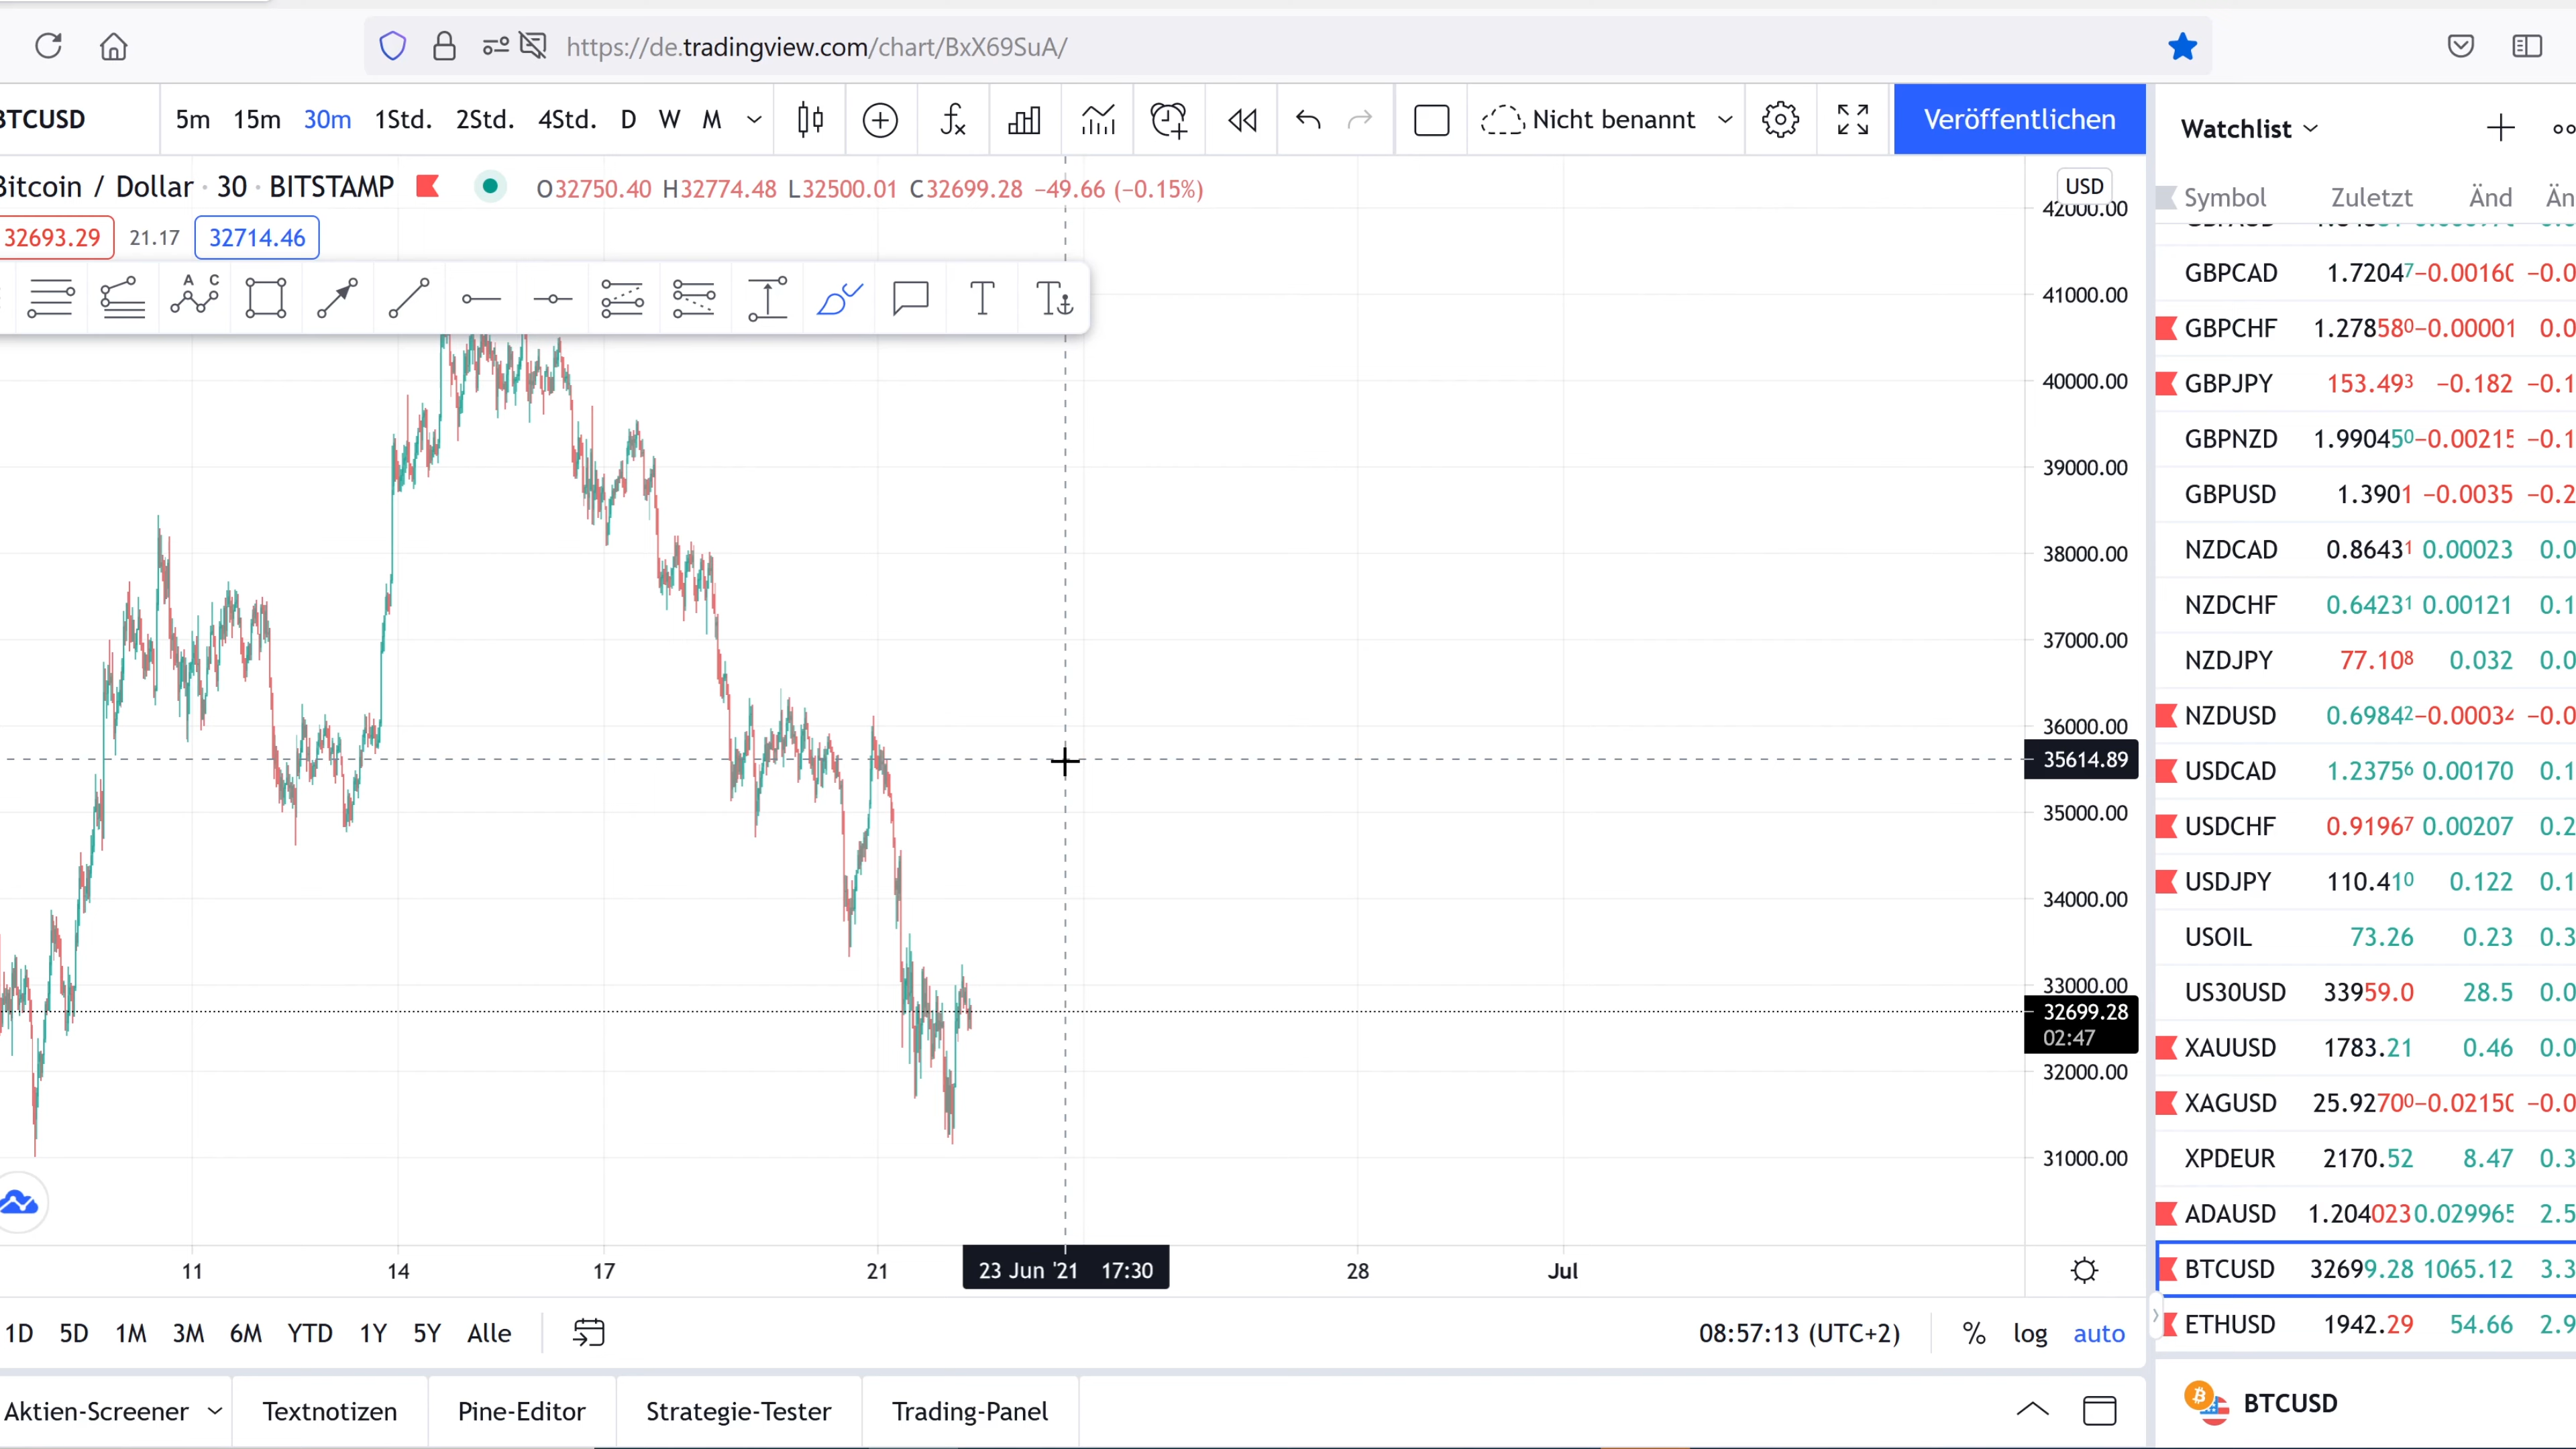 https://de.tradingview.com/chart/BxX69SuA/
BTCUSD
5m 15m 30m 1Std. 2Std. 4Std. D W M
Nicht benannt
Veröffentlichen
Bitcoin / Dollar · 30 · BITSTAMP
O32750.40 H32774.48 L32500.01 C32699.28 −49.66 (−0.15%)
32693.29 21.17 32714.46
A C
T T
USD
42000.00
41000.00
40000.00
39000.00
38000.00
37000.00
36000.00
35614.89
35000.00
34000.00
33000.00
32699.28
02:47
32000.00
31000.00
11 14 17 21 23 Jun '21 17:30 28 Jul
1D 5D 1M 3M 6M YTD 1Y 5Y Alle
08:57:13 (UTC+2) % log auto
Aktien-Screener Textnotizen Pine-Editor Strategie-Tester Trading-Panel
Watchlist
Symbol Zuletzt Änd Än
GBPCAD 1.72047 −0.0016 −0.0
GBPCHF 1.278580 −0.00001 0.0
GBPJPY 153.493 −0.182 −0.1
GBPNZD 1.990450 −0.00215 −0.1
GBPUSD 1.3901 −0.0035 −0.2
NZDCAD 0.86431 0.00023 0.0
NZDCHF 0.64231 0.00121 0.1
NZDJPY 77.108 0.032 0.0
NZDUSD 0.69842 −0.00034 −0.0
USDCAD 1.23756 0.00170 0.1
USDCHF 0.91967 0.00207 0.2
USDJPY 110.410 0.122 0.1
USOIL 73.26 0.23 0.3
US30USD 33959.0 28.5 0.0
XAUUSD 1783.21 0.46 0.0
XAGUSD 25.92700 −0.0215 −0.0
XPDEUR 2170.52 8.47 0.3
ADAUSD 1.204023 0.029965 2.5
BTCUSD 32699.28 1065.12 3.3
ETHUSD 1942.29 54.66 2.9
BTCUSD